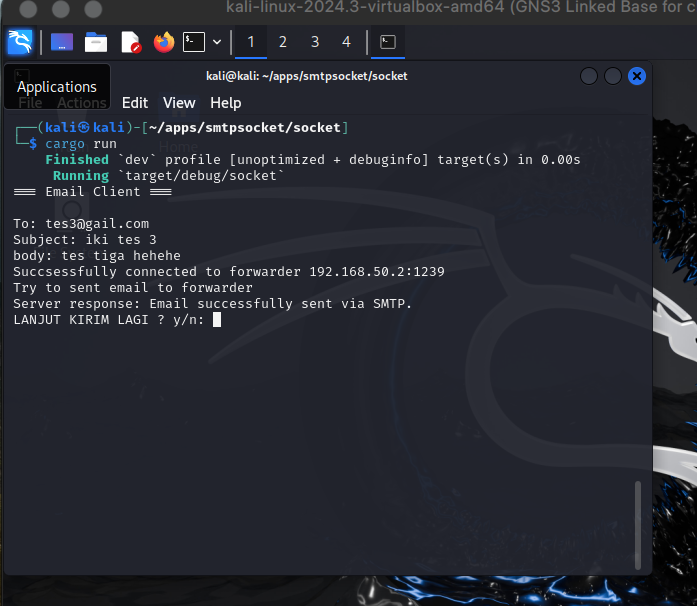 kali-linux-2024.3-virtualbox-amd64 (GNS3 Linked Base for c
1 2 3 4
kali@kali: ~/apps/smtpsocket/socket
Applications
File Actions Edit View Help
┌──(kali㉿kali)-[~/apps/smtpsocket/socket]
└─$ cargo run
Finished `dev` profile [unoptimized + debuginfo] target(s) in 0.00s
Running `target/debug/socket`
=== Email Client ===
To: tes3@gail.com
Subject: iki tes 3
body: tes tiga hehehe
Succsessfully connected to forwarder 192.168.50.2:1239
Try to sent email to forwarder
Server response: Email successfully sent via SMTP.
LANJUT KIRIM LAGI ? y/n:
Home